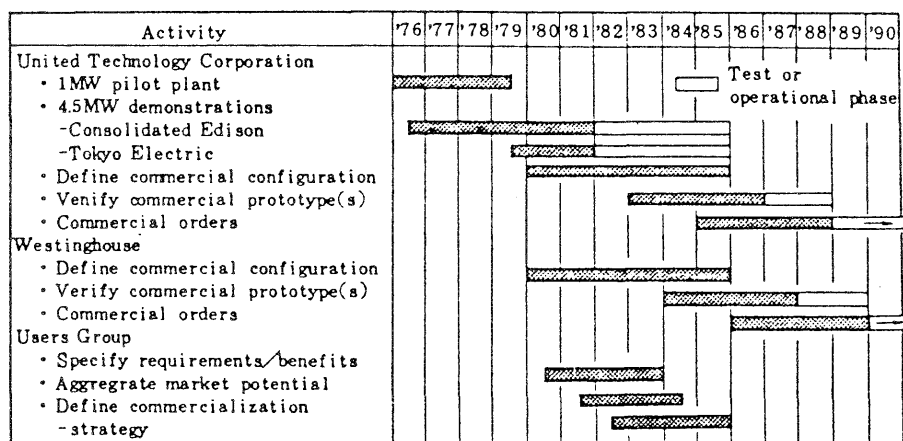 Activity '76 '77 '78 '79 '80 '81 '82 '83 '84 '85 '86 '87 '88 '89 '90
United Technology Corporation
• 1MW pilot plant
• 4.5MW demonstrations
-Consolidated Edison
-Tokyo Electric
• Define commercial configuration
• Verify commercial prototype(s)
• Commercial orders
Westinghouse
• Define commercial configuration
• Verify commercial prototype(s)
• Commercial orders
Users Group
• Specify requirements/benefits
• Aggregrate market potential
• Define commercialization
-strategy
Test or
operational phase